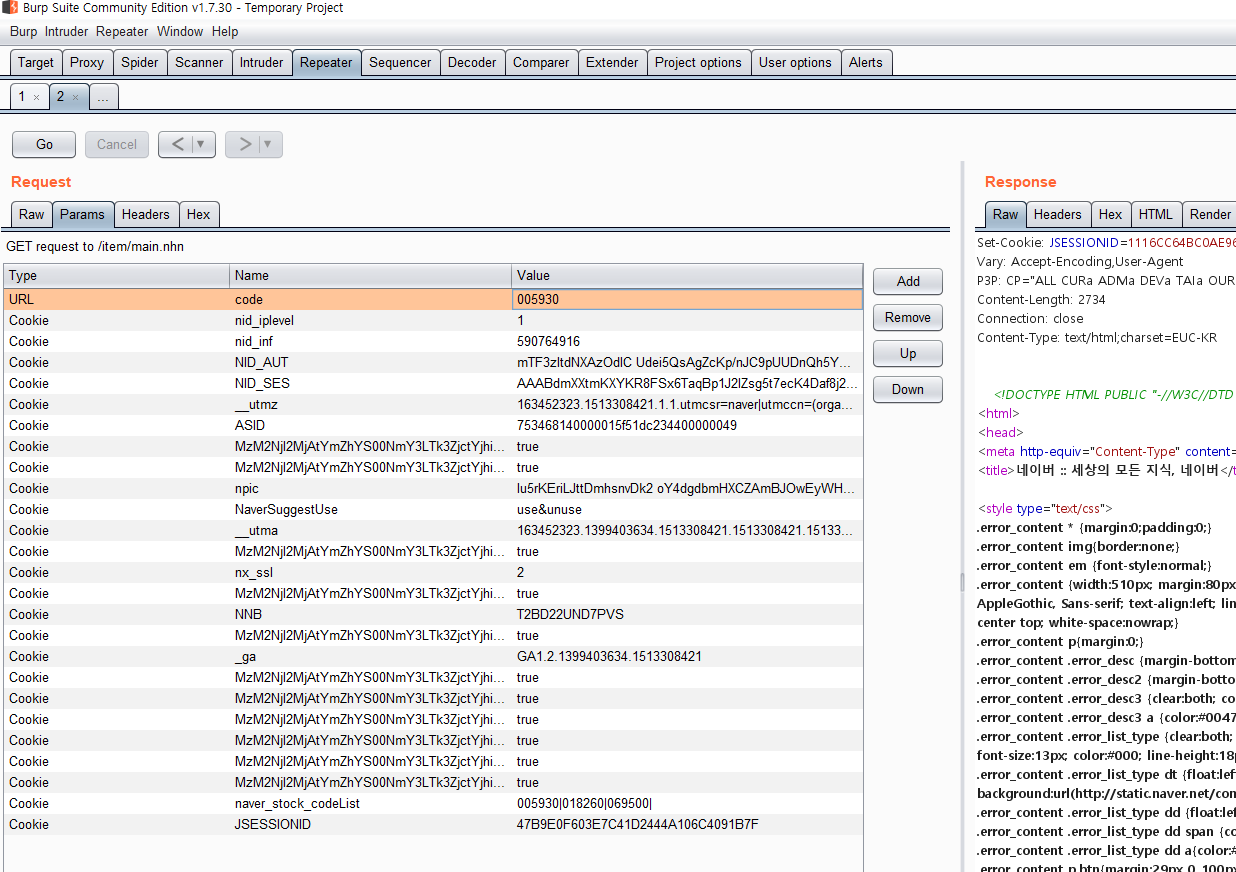 Burp Suite Community Edition v1.7.30 - Temporary Project
Burp Intruder Repeater Window Help
Target Proxy Spider Scanner Intruder Repeater Sequencer Decoder Comparer Extender Project options User options Alerts
1 × 2 × ...
Go Cancel < ▼ > ▼
Request
Raw Params Headers Hex
GET request to /item/main.nhn
Type Name Value
URL code 005930
Cookie nid_iplevel 1
Cookie nid_inf 590764916
Cookie NID_AUT mTF3zltdNXAzOdlC Udei5QsAgZcKp/nJC9pUUDnQh5Y...
Cookie NID_SES AAABdmXXtmKXYKR8FSx6TaqBp1J2lZsg5t7ecK4Daf8j2...
Cookie __utmz 163452323.1513308421.1.1.utmcsr=naver|utmccn=(orga...
Cookie ASID 753468140000015f51dc234400000049
Cookie MzM2Njl2MjAtYmZhYS00NmY3LTk3ZjctYjhi... true
Cookie MzM2Njl2MjAtYmZhYS00NmY3LTk3ZjctYjhi... true
Cookie npic lu5rKEriLJttDmhsnvDk2 oY4dgdbmHXCZAmBJOwEyWH...
Cookie NaverSuggestUse use&unuse
Cookie __utma 163452323.1399403634.1513308421.1513308421.15133...
Cookie MzM2Njl2MjAtYmZhYS00NmY3LTk3ZjctYjhi... true
Cookie nx_ssl 2
Cookie MzM2Njl2MjAtYmZhYS00NmY3LTk3ZjctYjhi... true
Cookie NNB T2BD22UND7PVS
Cookie MzM2Njl2MjAtYmZhYS00NmY3LTk3ZjctYjhi... true
Cookie _ga GA1.2.1399403634.1513308421
Cookie MzM2Njl2MjAtYmZhYS00NmY3LTk3ZjctYjhi... true
Cookie MzM2Njl2MjAtYmZhYS00NmY3LTk3ZjctYjhi... true
Cookie MzM2Njl2MjAtYmZhYS00NmY3LTk3ZjctYjhi... true
Cookie MzM2Njl2MjAtYmZhYS00NmY3LTk3ZjctYjhi... true
Cookie MzM2Njl2MjAtYmZhYS00NmY3LTk3ZjctYjhi... true
Cookie MzM2Njl2MjAtYmZhYS00NmY3LTk3ZjctYjhi... true
Cookie naver_stock_codeList 005930|018260|069500|
Cookie JSESSIONID 47B9E0F603E7C41D2444A106C4091B7F
Add
Remove
Up
Down
Response
Raw Headers Hex HTML Render
Set-Cookie: JSESSIONID=1116CC64BC0AE96
Vary: Accept-Encoding,User-Agent
P3P: CP="ALL CURa ADMa DEVa TAIa OUR
Content-Length: 2734
Connection: close
Content-Type: text/html;charset=EUC-KR
<!DOCTYPE HTML PUBLIC "-//W3C//DTD
<html>
<head>
<meta http-equiv="Content-Type" content=
<title>네이버 :: 세상의 모든 지식, 네이버</t
<style type="text/css">
.error_content * {margin:0;padding:0;}
.error_content img{border:none;}
.error_content em {font-style:normal;}
.error_content {width:510px; margin:80px
AppleGothic, Sans-serif; text-align:left; lin
center top; white-space:nowrap;}
.error_content p{margin:0;}
.error_content .error_desc {margin-bottom
.error_content .error_desc2 {margin-botto
.error_content .error_desc3 {clear:both; co
.error_content .error_desc3 a {color:#0047
.error_content .error_list_type {clear:both;
font-size:13px; color:#000; line-height:18p
.error_content .error_list_type dt {float:lef
background:url(http://static.naver.net/con
.error_content .error_list_type dd {float:lef
.error_content .error_list_type dd span {co
.error_content .error_list_type dd a{color:#
.error_content p.btn{margin:29px 0 100px